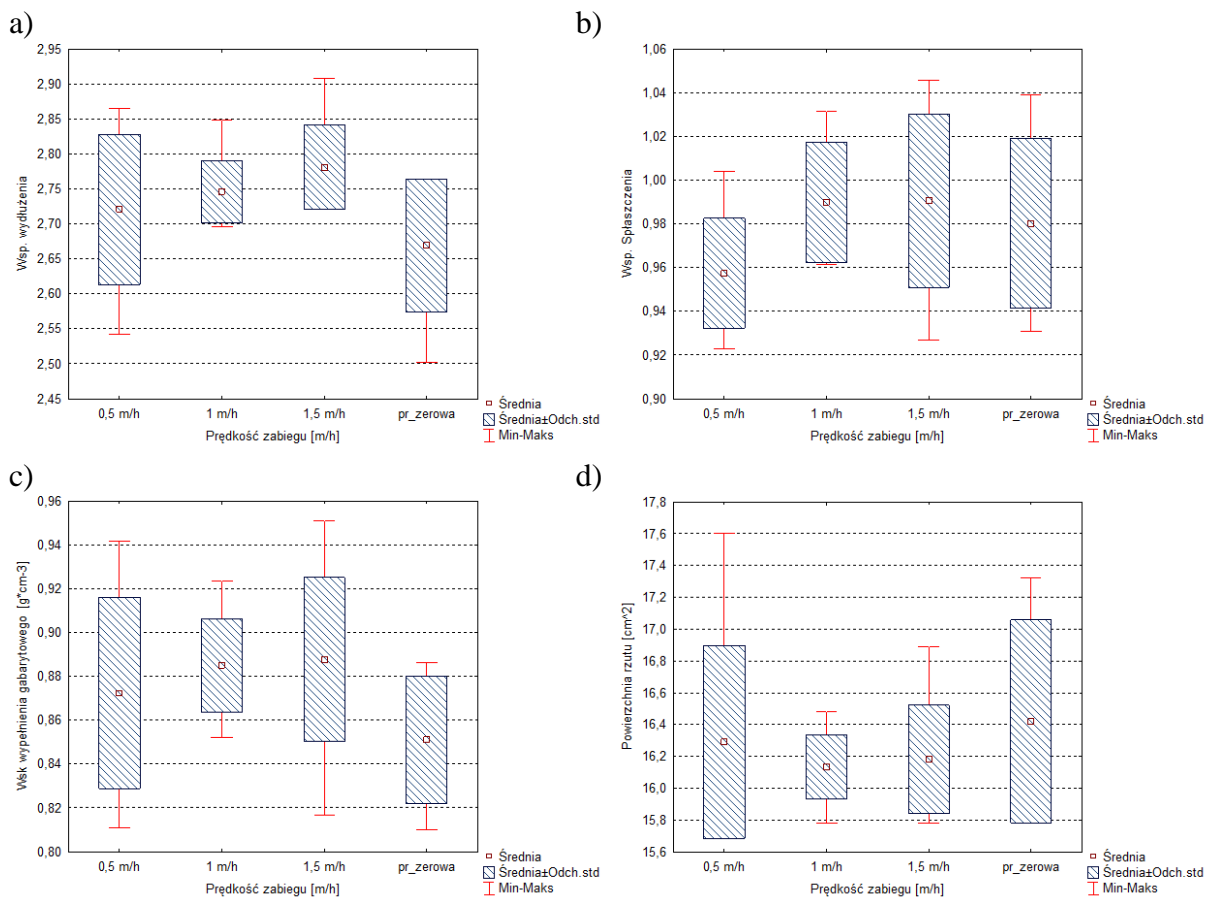 a)
2,95
2,90
2,85
2,80
2,75
2,70
2,65
2,60
2,55
2,50
2,45
Wsp. wydłużenia
0,5 m/h 1 m/h 1,5 m/h pr_zerowa
Prędkość zabiegu [m/h]
Średnia
Średnia±Odch.std
Min-Maks
b)
1,06
1,04
1,02
1,00
0,98
0,96
0,94
0,92
0,90
Wsp. Spłaszczenia
0,5 m/h 1 m/h 1,5 m/h pr_zerowa
Prędkość zabiegu [m/h]
Średnia
Średnia±Odch.std
Min-Maks
c)
0,96
0,94
0,92
0,90
0,88
0,86
0,84
0,82
0,80
Wsk wypełnienia gabarytowego [g*cm-3]
0,5 m/h 1 m/h 1,5 m/h pr_zerowa
Prędkość zabiegu [m/h]
Średnia
Średnia±Odch.std
Min-Maks
d)
17,8
17,6
17,4
17,2
17,0
16,8
16,6
16,4
16,2
16,0
15,8
15,6
Powierzchnia rzutu [cm^2]
0,5 m/h 1 m/h 1,5 m/h pr_zerowa
Prędkość zabiegu [m/h]
Średnia
Średnia±Odch.std
Min-Maks